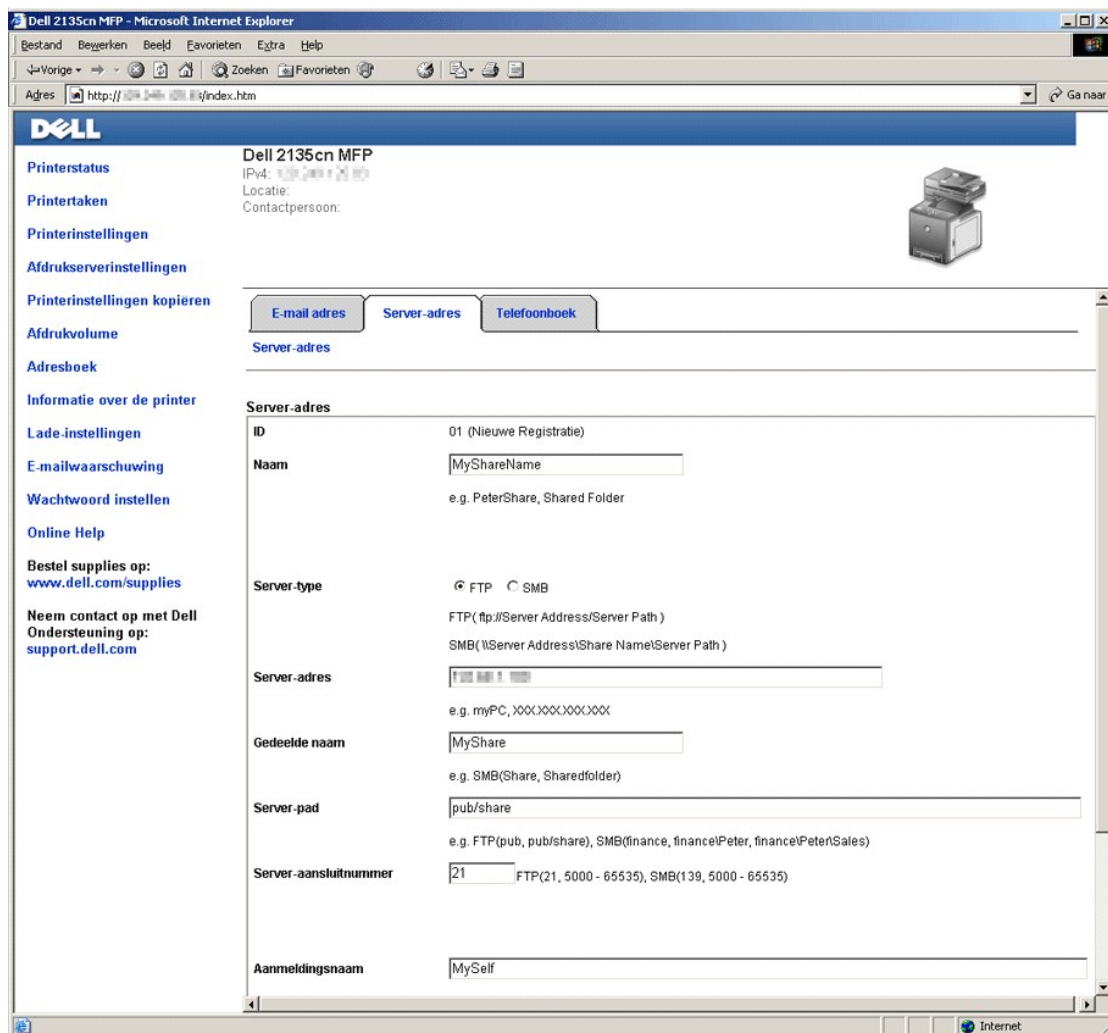 Dell 2135cn MFP - Microsoft Internet Explorer
Bestand Bewerken Beeld Favorieten Extra Help
Vorige Zoeken Favorieten
Adres http:// /index.htm Ga naar
DELL
Printerstatus
Printertaken
Printerinstellingen
Afdrukserverinstellingen
Printerinstellingen kopiëren
Afdrukvolume
Adresboek
Informatie over de printer
Lade-instellingen
E-mailwaarschuwing
Wachtwoord instellen
Online Help
Bestel supplies op:
www.dell.com/supplies
Neem contact op met Dell
Ondersteuning op:
support.dell.com
Dell 2135cn MFP
IPv4:
Locatie:
Contactpersoon:
E-mail adres Server-adres Telefoonboek
Server-adres
Server-adres
ID 01 (Nieuwe Registratie)
Naam MyShareName
e.g. PeterShare, Shared Folder
Server-type FTP SMB
FTP( ftp://Server Address/Server Path )
SMB( \\Server Address\Share Name\Server Path )
Server-adres
e.g. myPC, XXX.XXX.XXX.XXX
Gedeelde naam MyShare
e.g. SMB(Share, Sharedfolder)
Server-pad pub/share
e.g. FTP(pub, pub/share), SMB(finance, finance\Peter, finance\Peter\Sales)
Server-aansluitnummer 21 FTP(21, 5000 - 65535), SMB(139, 5000 - 65535)
Aanmeldingsnaam MySelf
Internet